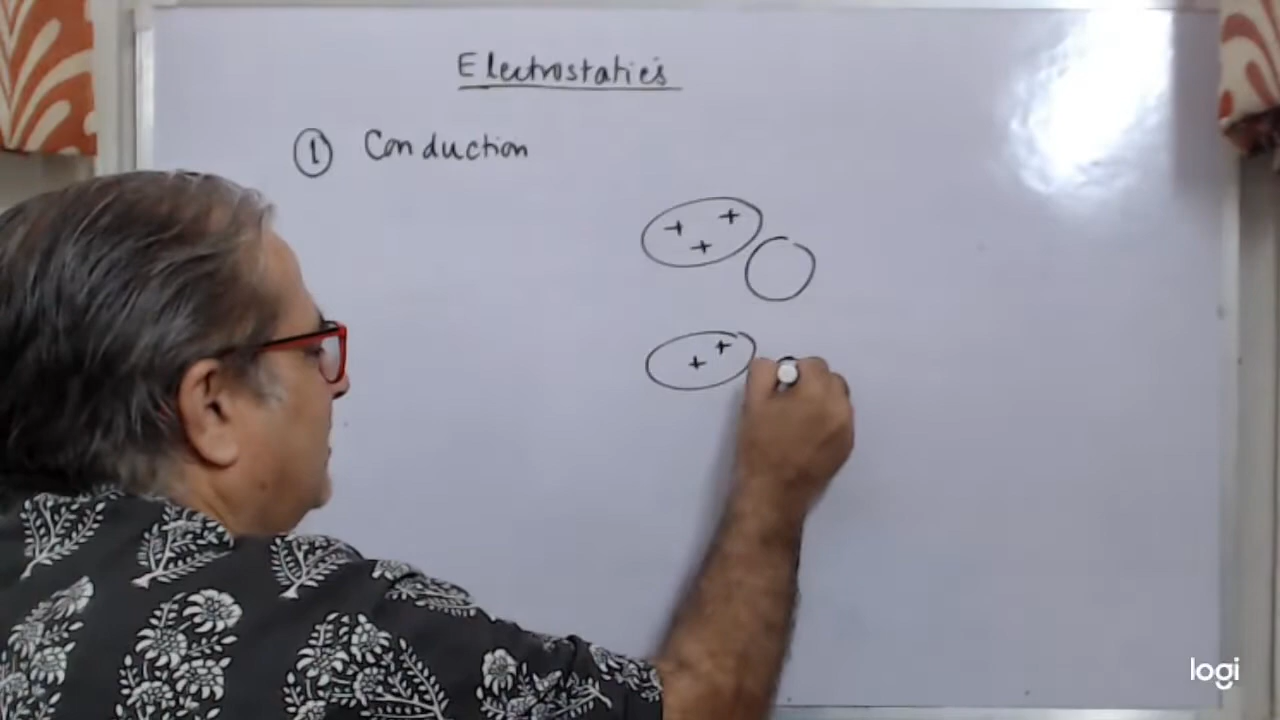 Electrostatics
① Conduction
+ + +
+ +
logi